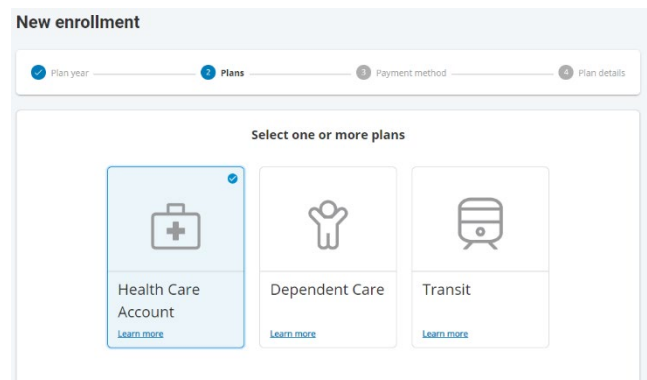 New enrollment
Plan year
2 Plans
3 Payment method
4 Plan details
Select one or more plans
Health Care
Account
Learn more
Dependent Care
Learn more
Transit
Learn more